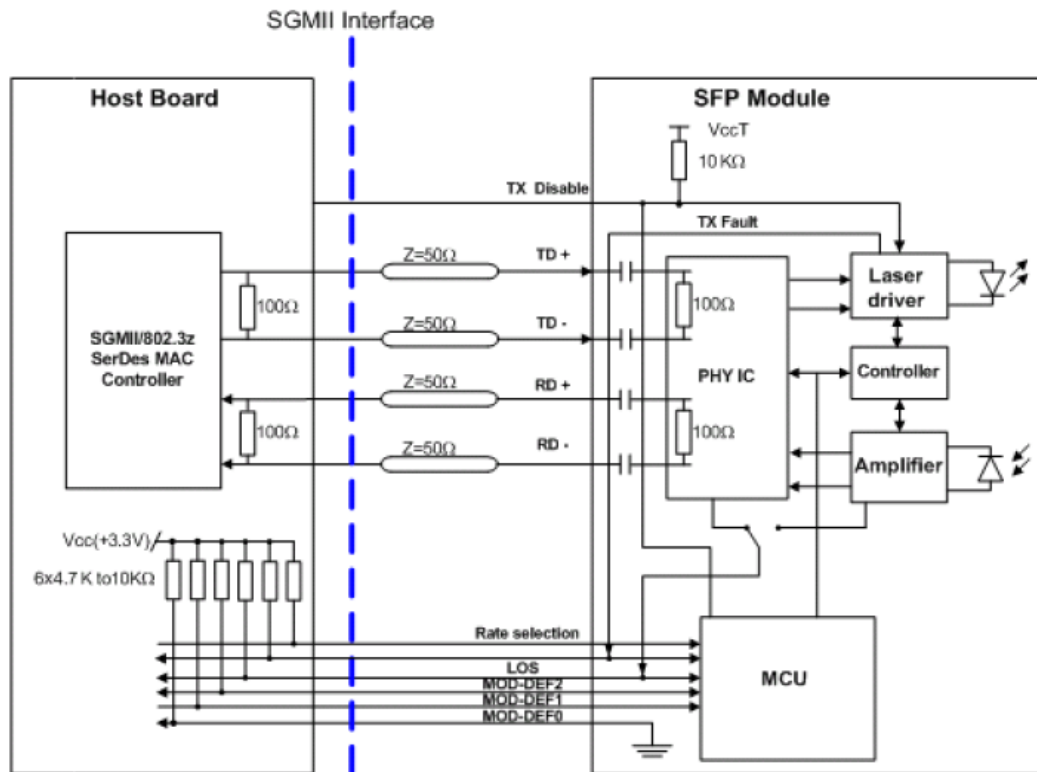 SGMII Interface
Host Board
SFP Module
VccT
10 KΩ
TX Disable
TX Fault
Z=50Ω
TD +
100Ω
100Ω
Laser
driver
Z=50Ω
TD -
SGMII/802.3z
SerDes MAC
Controller
PHY IC
Controller
Z=50Ω
RD +
100Ω
100Ω
Z=50Ω
RD -
Amplifier
Vcc(+3.3V)
6x4.7 K to10KΩ
Rate selection
LOS
MOD-DEF2
MOD-DEF1
MOD-DEF0
MCU